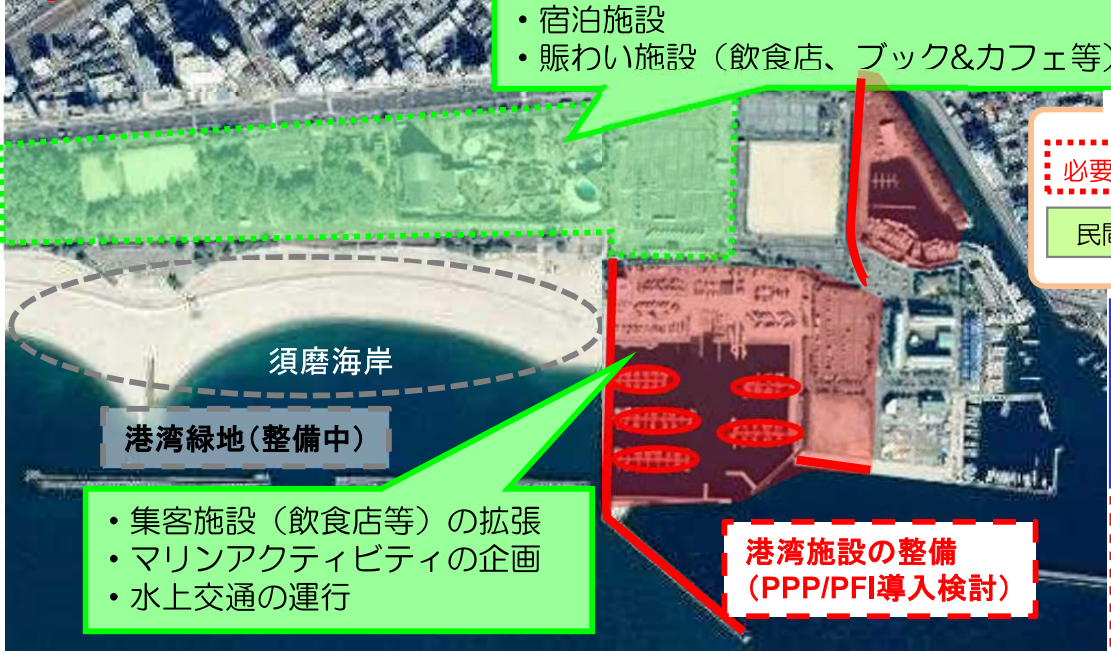 ・宿泊施設
・賑わい施設（飲食店、ブック&カフェ等）
必要
民間
須磨海岸
港湾緑地（整備中）
・集客施設（飲食店等）の拡張
・マリンアクティビティの企画
・水上交通の運行
港湾施設の整備
（PPP/PFI導入検討）